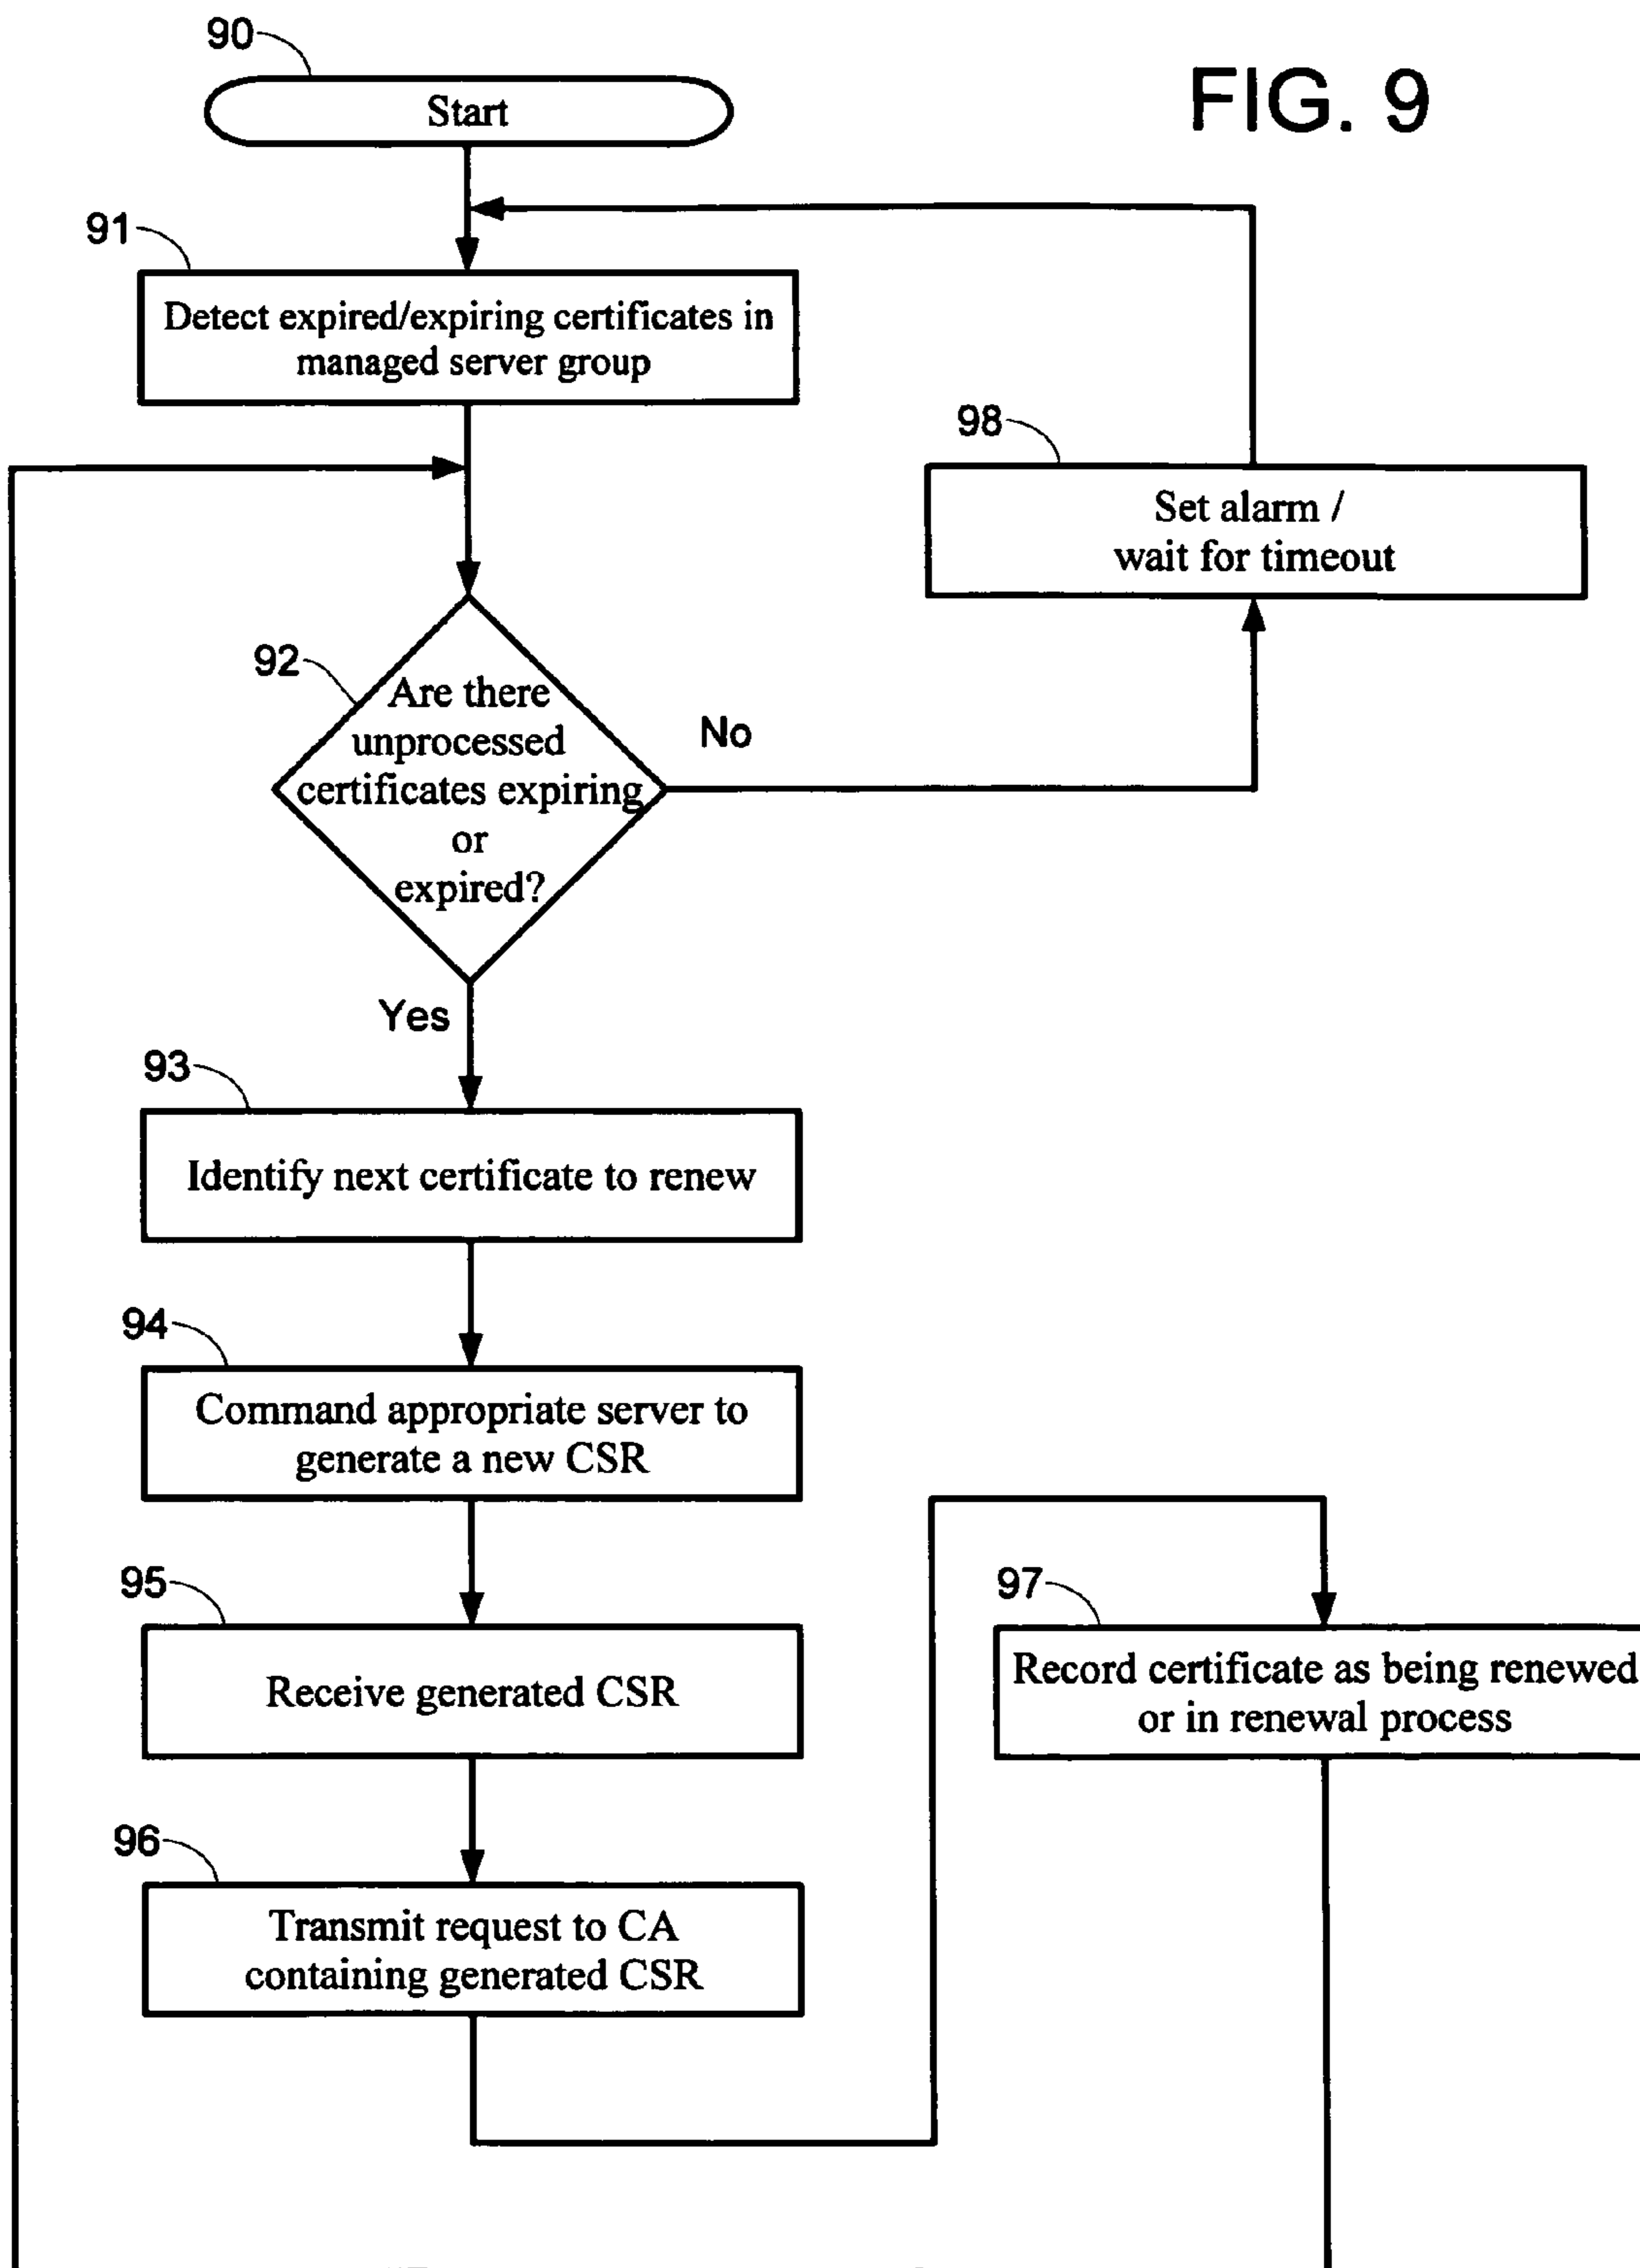 FIG. 9
90
Start
91
Detect expired/expiring certificates in
managed server group
98
Set alarm /
wait for timeout
92
Are there
unprocessed
certificates expiring
or
expired?
No
Yes
93
Identify next certificate to renew
94
Command appropriate server to
generate a new CSR
95
Receive generated CSR
97
Record certificate as being renewed
or in renewal process
96
Transmit request to CA
containing generated CSR